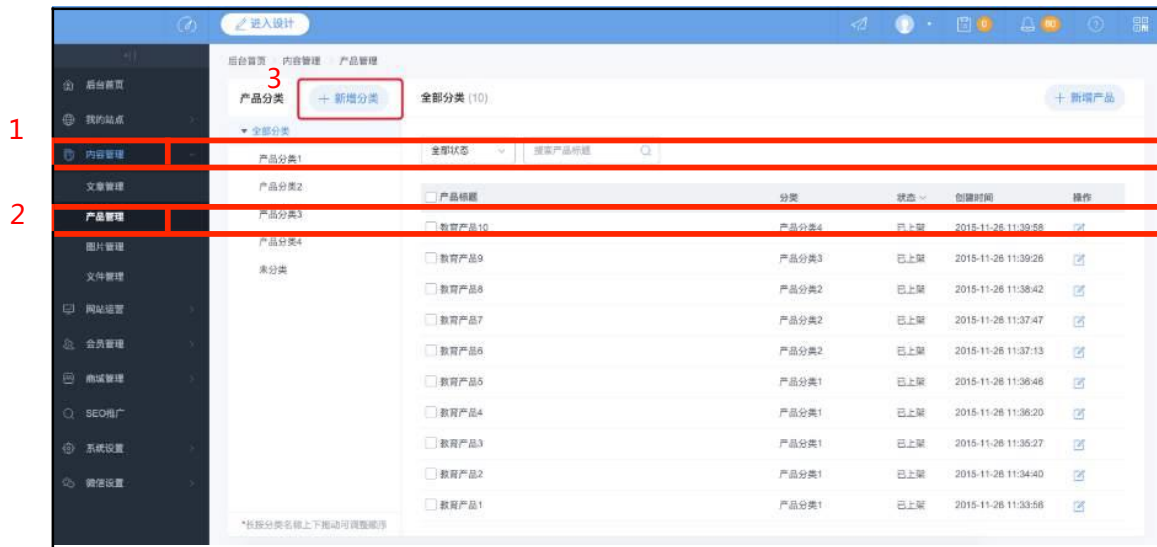 进入设计
0
80
后台首页 内容管理 产品管理
3
产品分类
+ 新增分类
全部分类 (10)
+ 新增产品
1
2
后台首页
我的站点
内容管理
文章管理
产品管理
图片管理
文件管理
网站运营
会员管理
商城管理
SEO推广
系统设置
微信设置
全部分类
产品分类1
产品分类2
产品分类3
产品分类4
未分类
*长按分类名称上下拖动可调整顺序
全部状态 搜索产品标题
产品标题 分类 状态 创建时间 操作
教育产品10 产品分类4 已上架 2015-11-26 11:39:58
教育产品9 产品分类3 已上架 2015-11-26 11:39:26
教育产品8 产品分类2 已上架 2015-11-26 11:38:42
教育产品7 产品分类2 已上架 2015-11-26 11:37:47
教育产品6 产品分类2 已上架 2015-11-26 11:37:13
教育产品5 产品分类1 已上架 2015-11-26 11:36:46
教育产品4 产品分类1 已上架 2015-11-26 11:36:20
教育产品3 产品分类1 已上架 2015-11-26 11:35:27
教育产品2 产品分类1 已上架 2015-11-26 11:34:40
教育产品1 产品分类1 已上架 2015-11-26 11:33:56